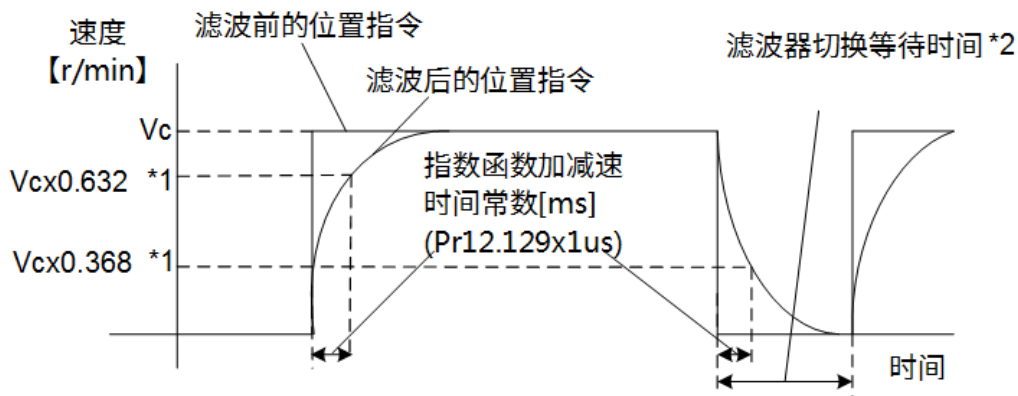 滤波前的位置指令
速度
【r/min】
滤波器切换等待时间 *2
滤波后的位置指令
Vc
Vcx0.632 *1
指数函数加减速
时间常数[ms]
(Pr12.129x1us)
Vcx0.368 *1
时间